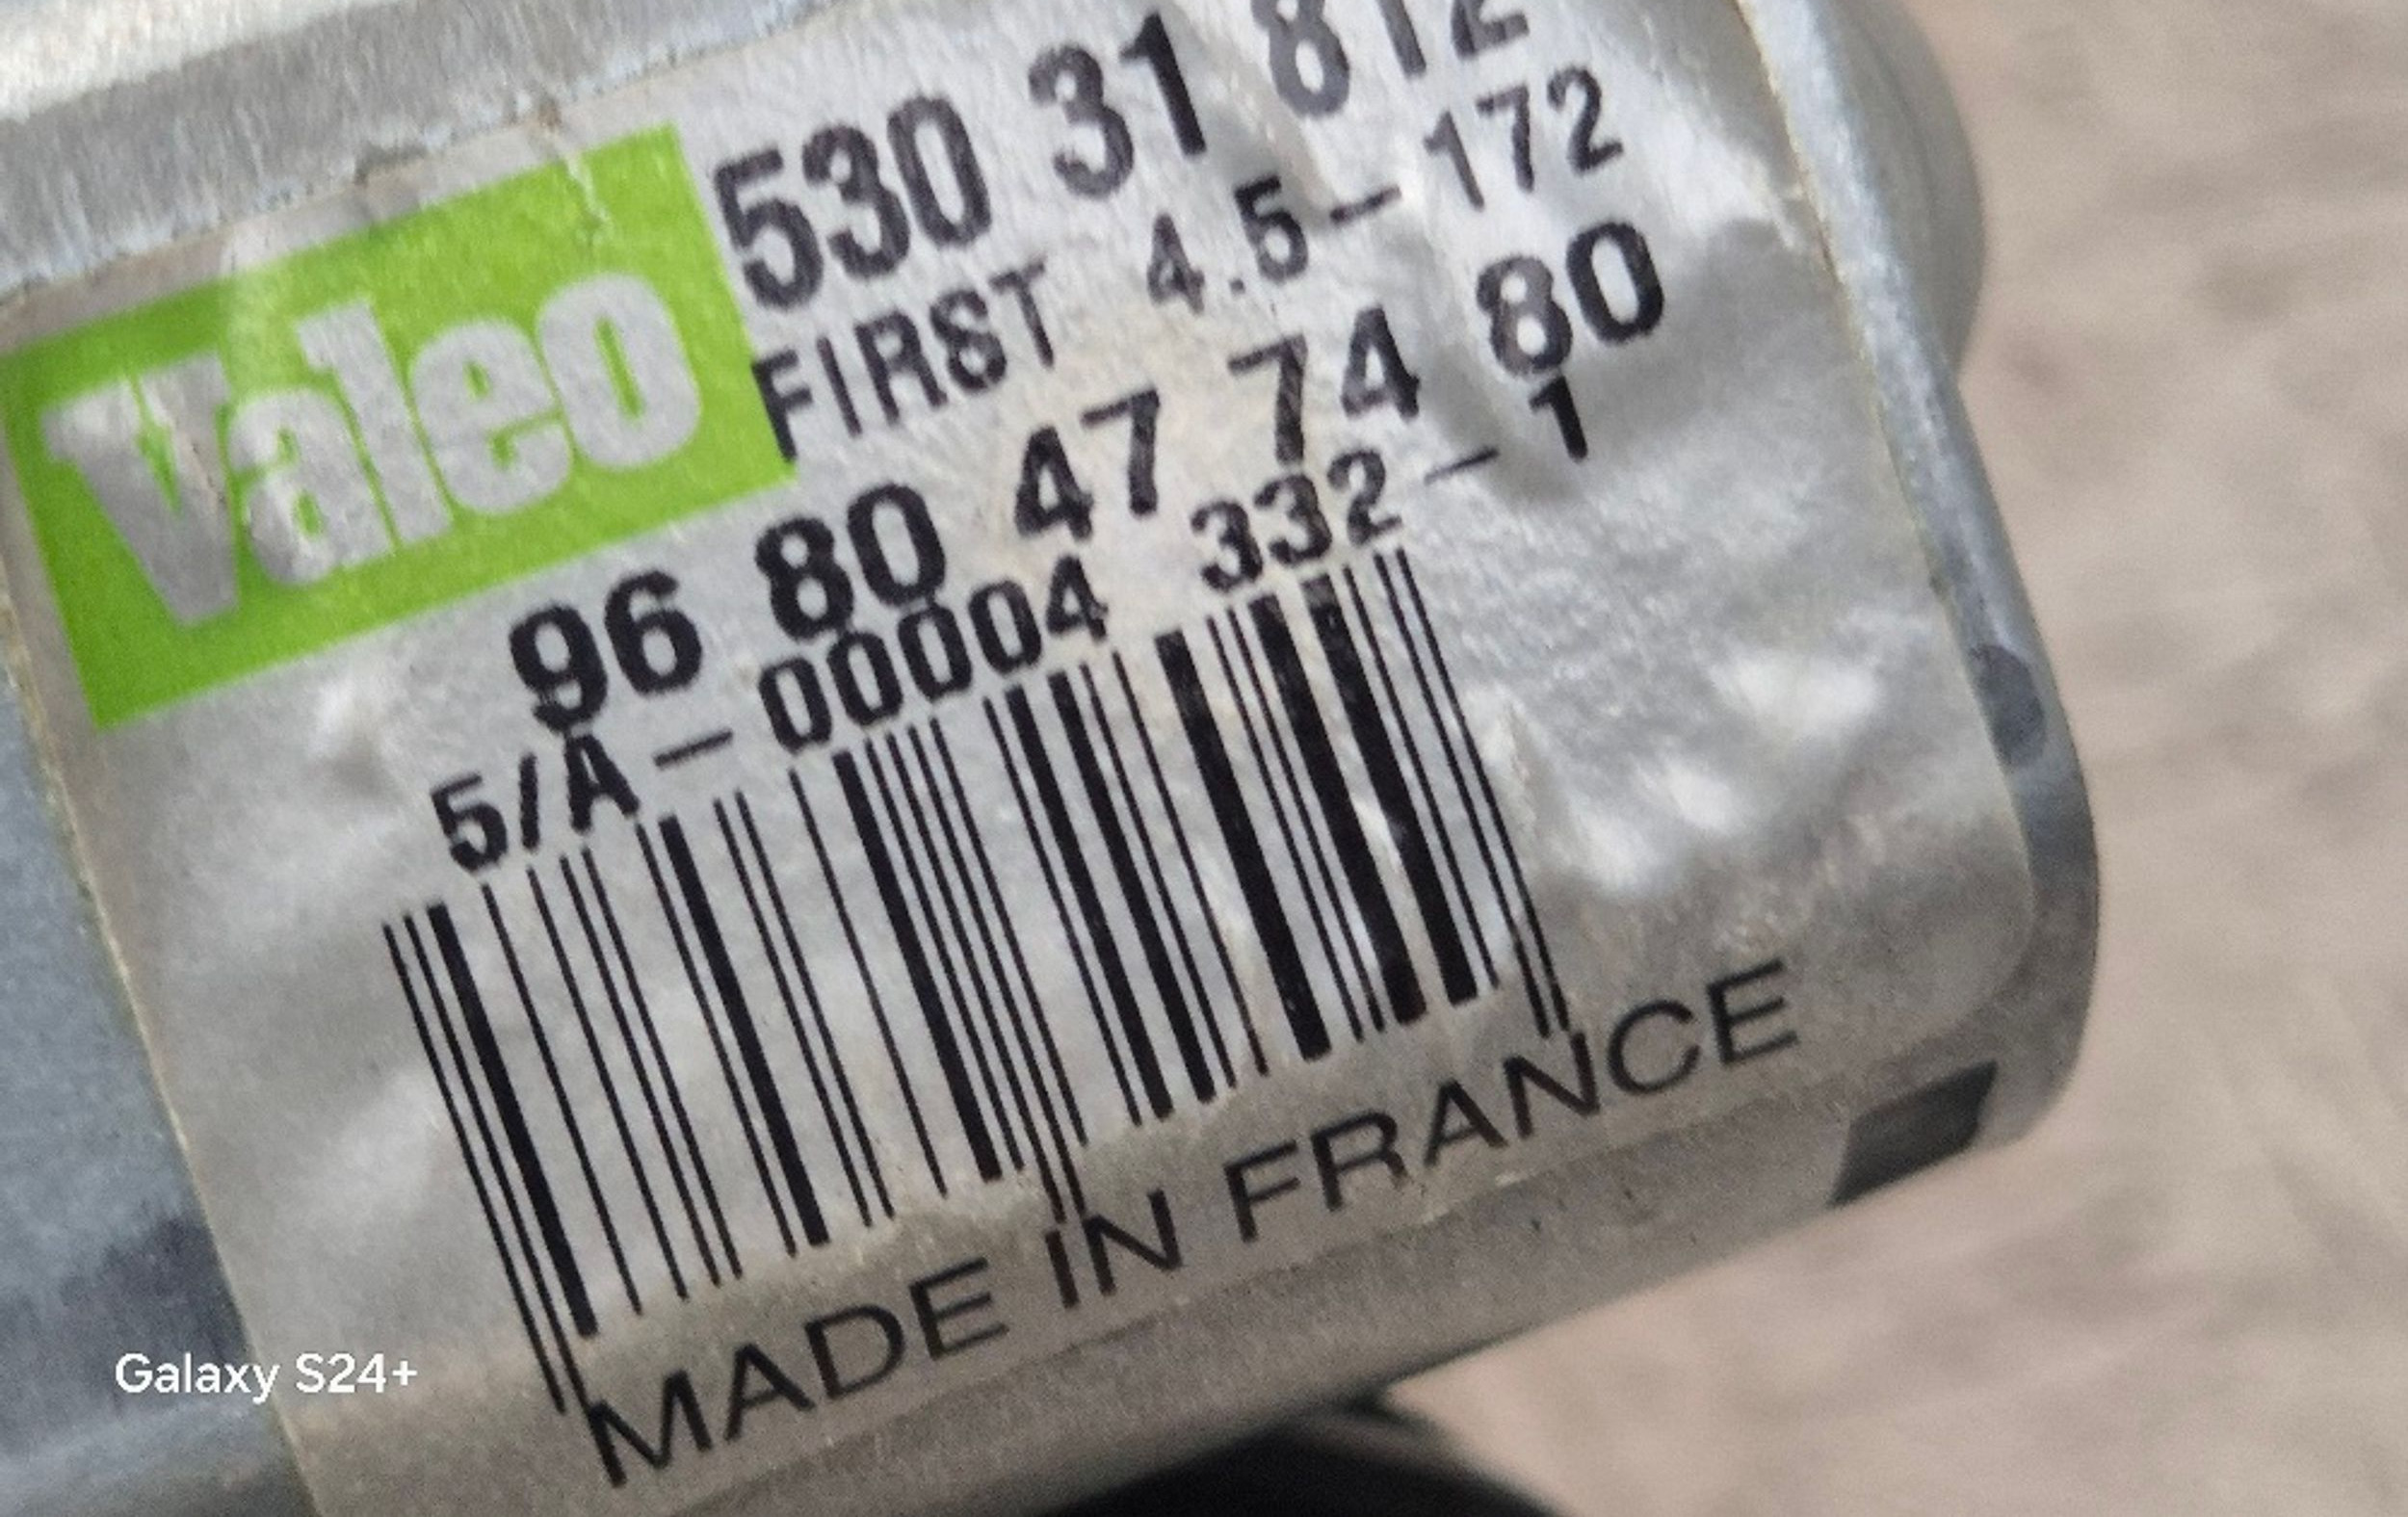 Valeo
530 31 812
FIRST 4.5-172
96 80 47 74 80
5/A-00004 332-1
MADE IN FRANCE
Galaxy S24+